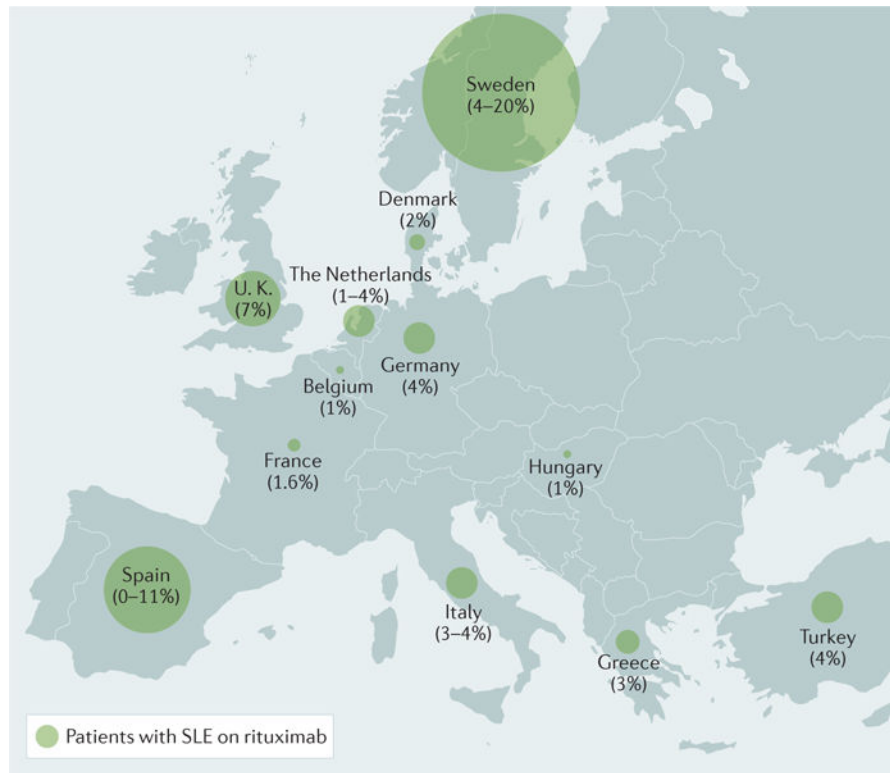 Sweden
(4–20%)
Denmark
(2%)
The Netherlands
(1–4%)
U. K.
(7%)
Germany
(4%)
Belgium
(1%)
France
(1.6%)
Hungary
(1%)
Spain
(0–11%)
Italy
(3–4%)
Greece
(3%)
Turkey
(4%)
Patients with SLE on rituximab